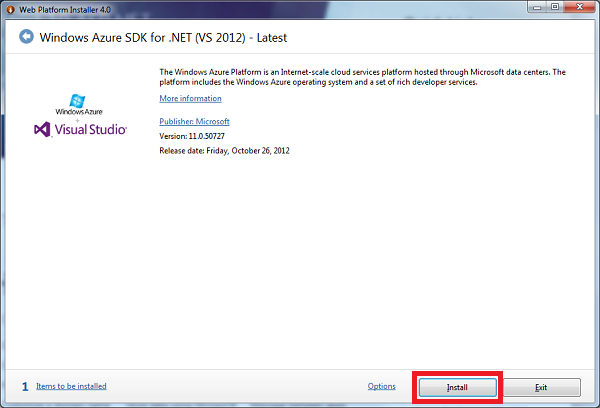 Web Platform Installer 4.0
Windows Azure SDK for .NET (VS 2012) - Latest
The Windows Azure Platform is an Internet-scale cloud services platform hosted through Microsoft data centers. The
platform includes the Windows Azure operating system and a set of rich developer services.
More information
Windows Azure
+
Visual Studio
Publisher: Microsoft
Version: 11.0.50727
Release date: Friday, October 26, 2012
1 Items to be installed
Options
Install
Exit